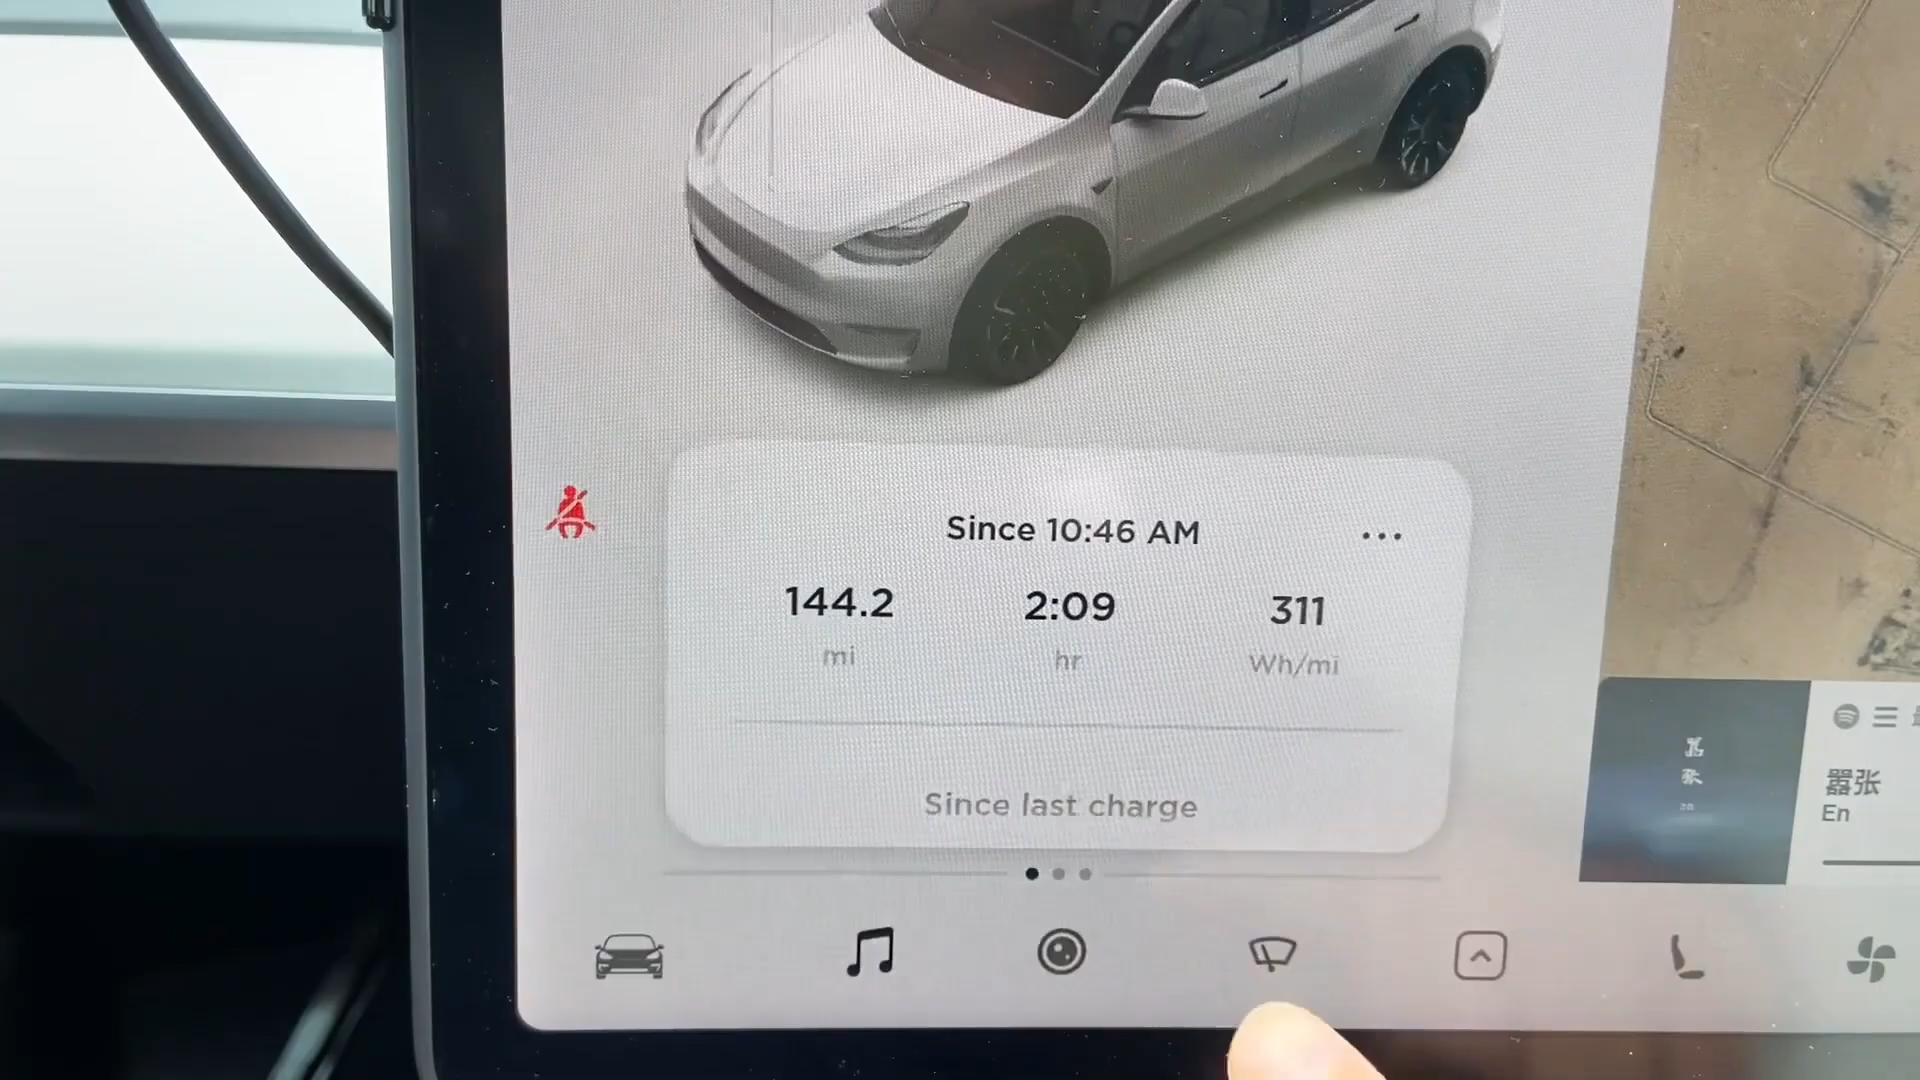 Since 10:46 AM
144.2
2:09
311
mi
hr
Wh/mi
Since last charge
嚣张
En